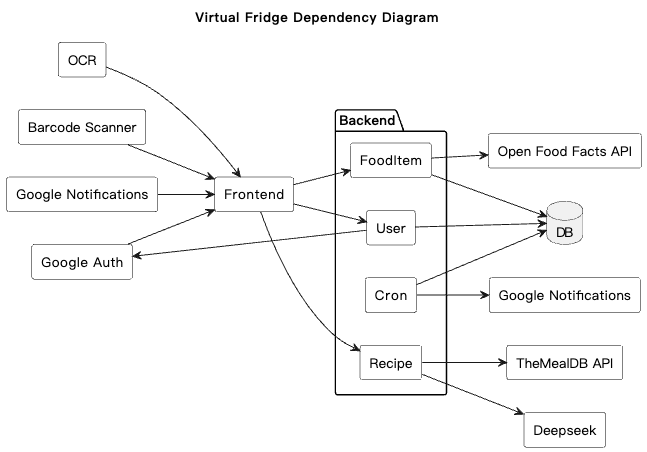 Virtual Fridge Dependency Diagram
OCR
Barcode Scanner
Google Notifications
Google Auth
Frontend
Backend
FoodItem
User
Cron
Recipe
Open Food Facts API
DB
Google Notifications
TheMealDB API
Deepseek